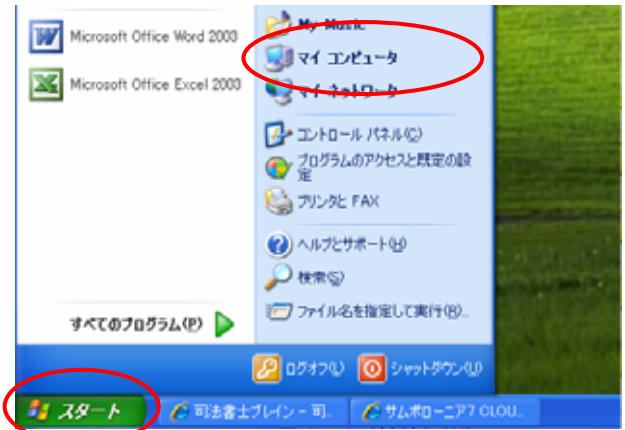 Microsoft Office Word 2003
Microsoft Office Excel 2003
すべてのプログラム(P)
My Music
マイ コンピュータ
マイ ネットワーク
コントロール パネル(C)
プログラムのアクセスと既定の設
定
プリンタと FAX
ヘルプとサポート(H)
検索(S)
ファイル名を指定して実行(R)...
ログオフ(L)
シャットダウン(U)
スタート
司法書士ブレイン - 司...
サムポローニア7 CLOU...